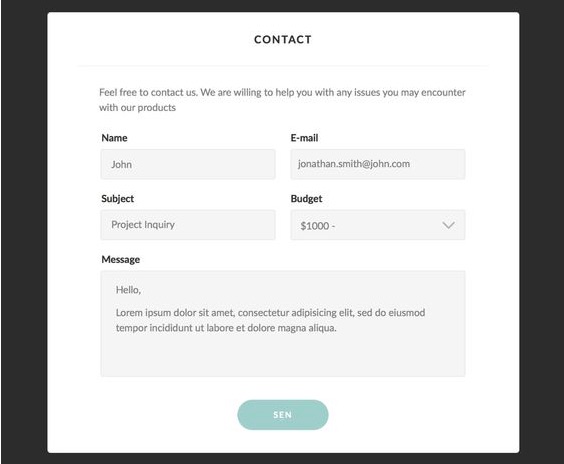 CONTACT
Feel free to contact us. We are willing to help you with any issues you may encounter
with our products
Name
E-mail
John
jonathan.smith@john.com
Subject
Budget
Project Inquiry
$1000 -
Message
Hello,
Lorem ipsum dolor sit amet, consectetur adipisicing elit, sed do eiusmod
tempor incididunt ut labore et dolore magna aliqua.
SEN